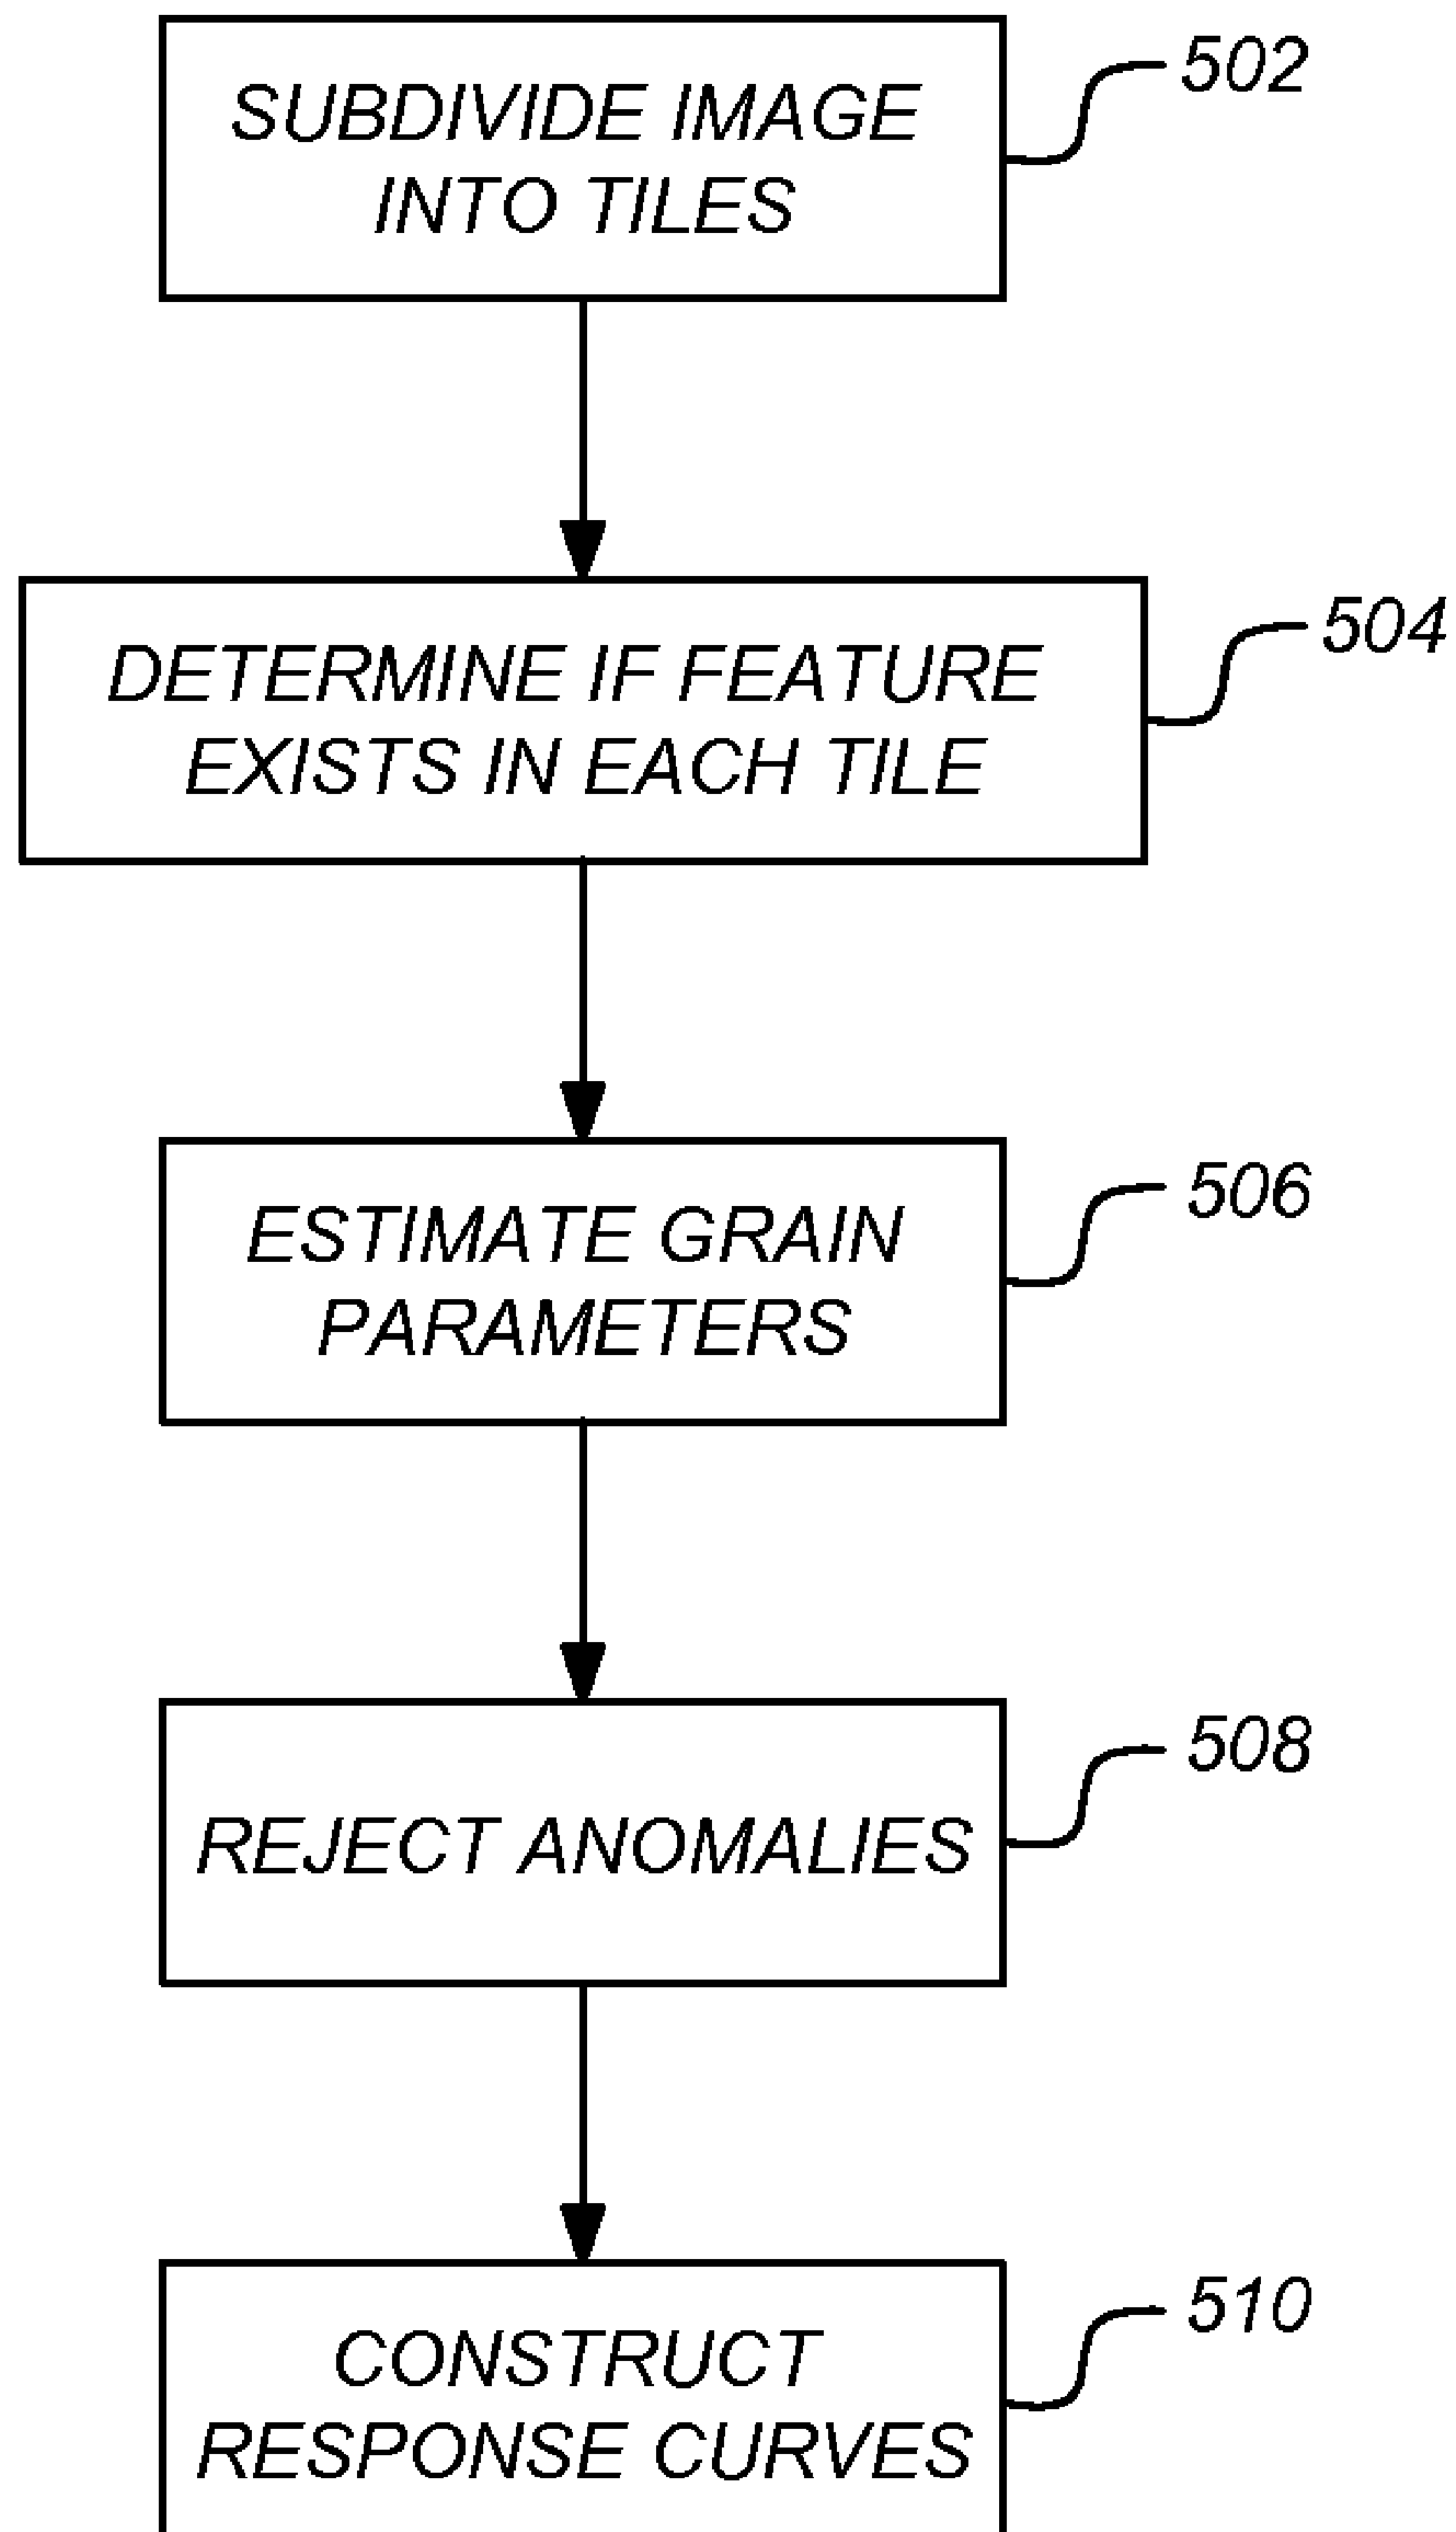 SUBDIVIDE IMAGE
INTO TILES
502
DETERMINE IF FEATURE
EXISTS IN EACH TILE
504
ESTIMATE GRAIN
PARAMETERS
506
REJECT ANOMALIES
508
CONSTRUCT
RESPONSE CURVES
510